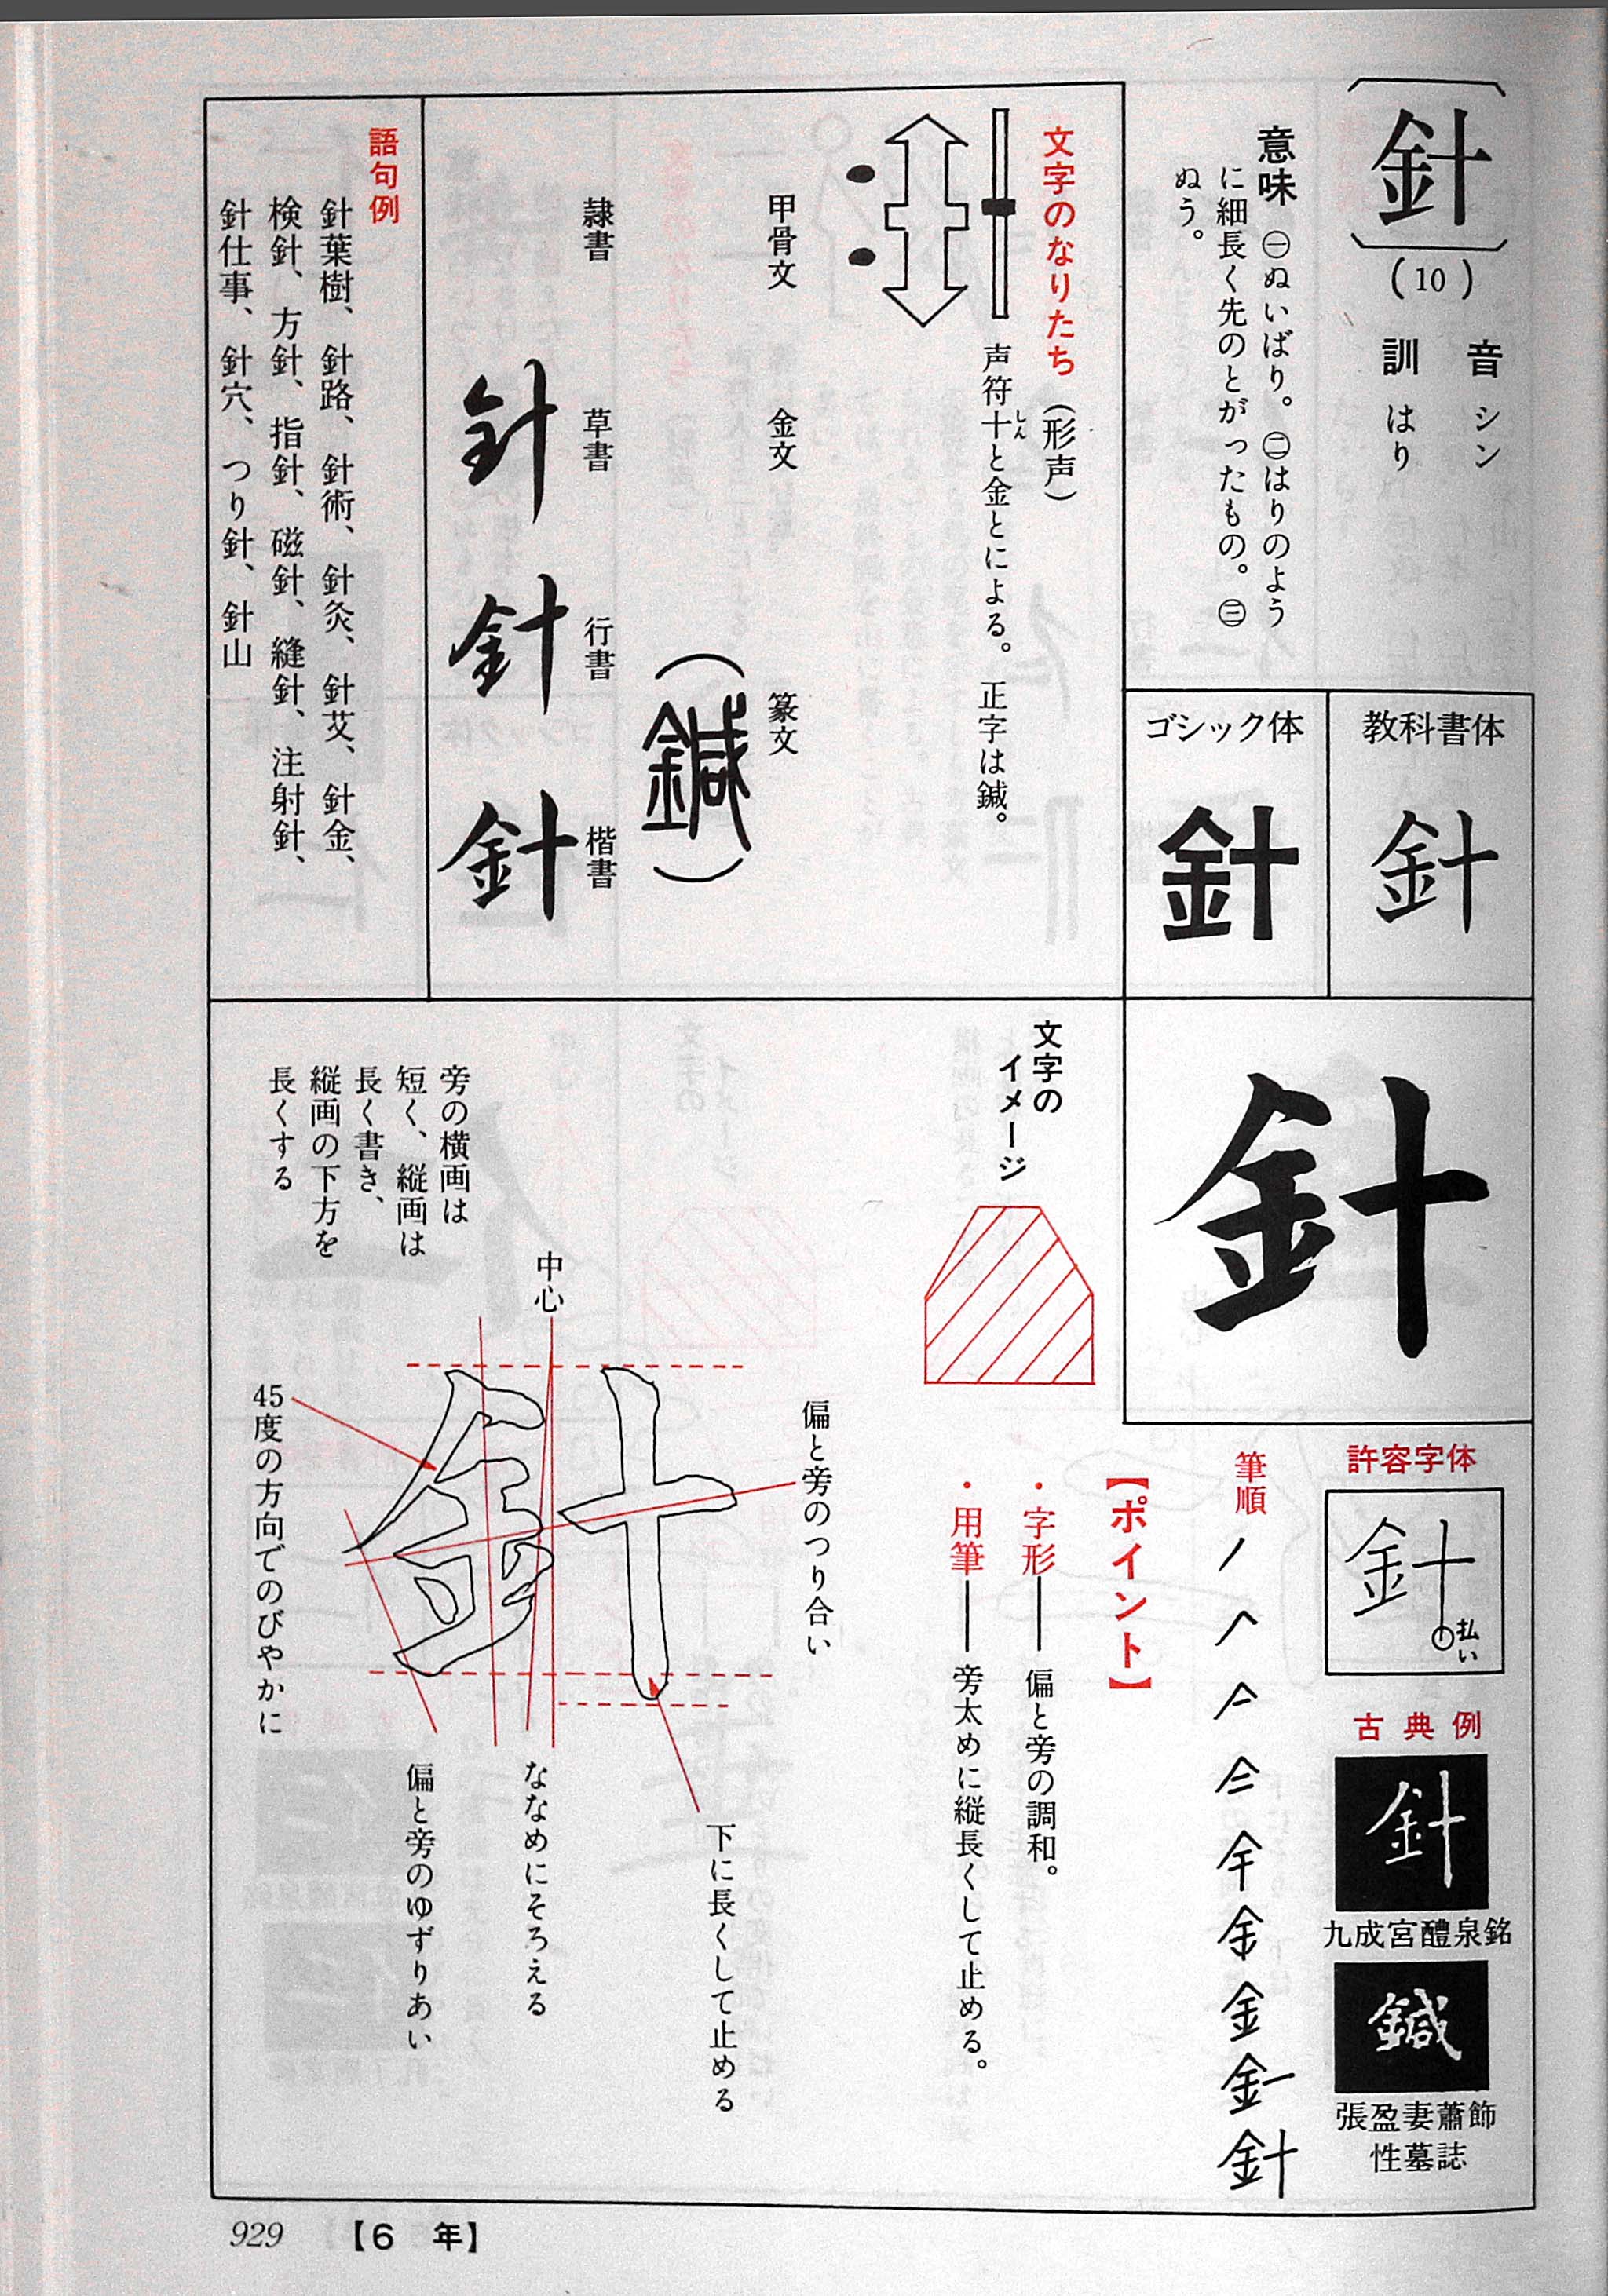 針
(10)
音 シン
訓 はり
意味 ㊀ぬいばり。㊁はりのよう
に細長く先のとがったもの。㊂
ぬう。
教科書体
針
ゴシック体
針
針
文字のなりたち（形声）
声符十しんと金とによる。正字は鍼。
甲骨文
金文
篆文
（鍼）
隷書
草書
針
行書
針
楷書
針
語句例
針葉樹、針路、針術、針灸、針艾、針金、
検針、方針、指針、磁針、縫針、注射針、
針仕事、針穴、つり針、針山
許容字体
針
払い
古典例
針
九成宮醴泉銘
鍼
張盈妻蕭飾
性墓誌
筆順
針
【ポイント】
・字形── 偏と旁の調和。
・用筆── 旁太めに縦長くして止める。
文字の
イメージ
偏と旁のつり合い
下に長くして止める
中心
ななめにそろえる
旁の横画は
短く、縦画は
長く書き、
縦画の下方を
長くする
偏と旁のゆずりあい
45度の方向でのびやかに
929 【6 年】